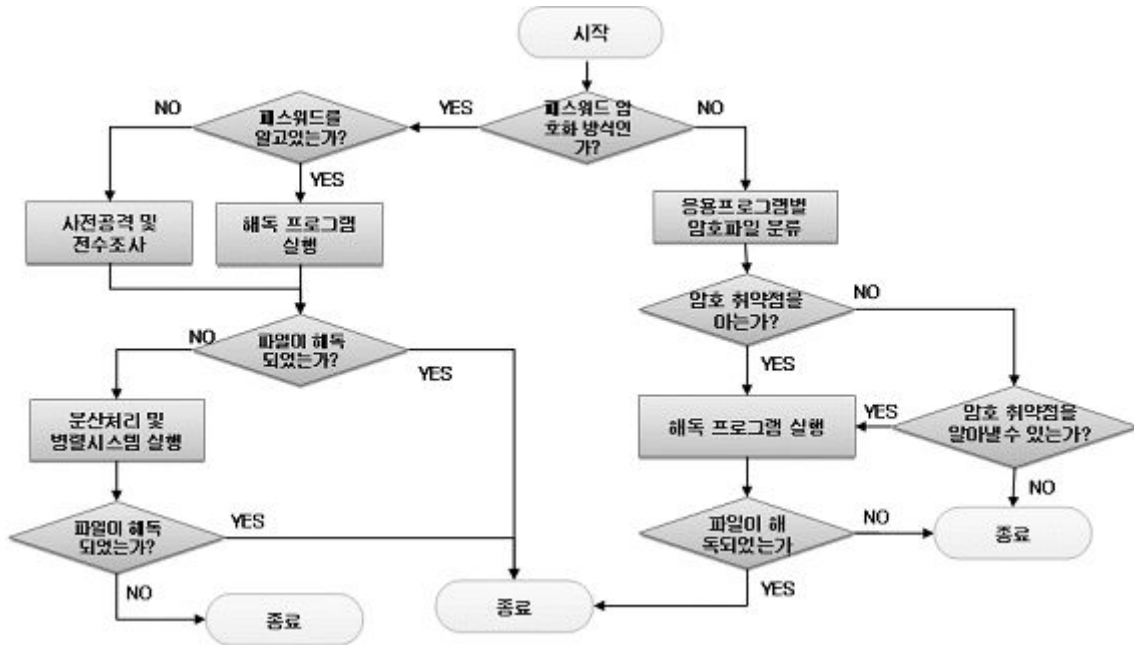 시작
NO
YES
NO
패스워드를
알고있는가?
패스워드 암
호화 방식인
가?
YES
사전공격 및
전수조사
해독 프로그램
실행
응용프로그램별
암호파일 분류
암호 취약점을
아는가?
NO
NO
파일이 해독
되었는가?
YES
YES
분산처리 및
병렬시스템 실행
해독 프로그램 실행
YES
암호 취약점을
알아낼수 있는가?
NO
파일이 해독
되었는가?
YES
파일이 해
독되었는가
NO
종료
NO
YES
종료
종료